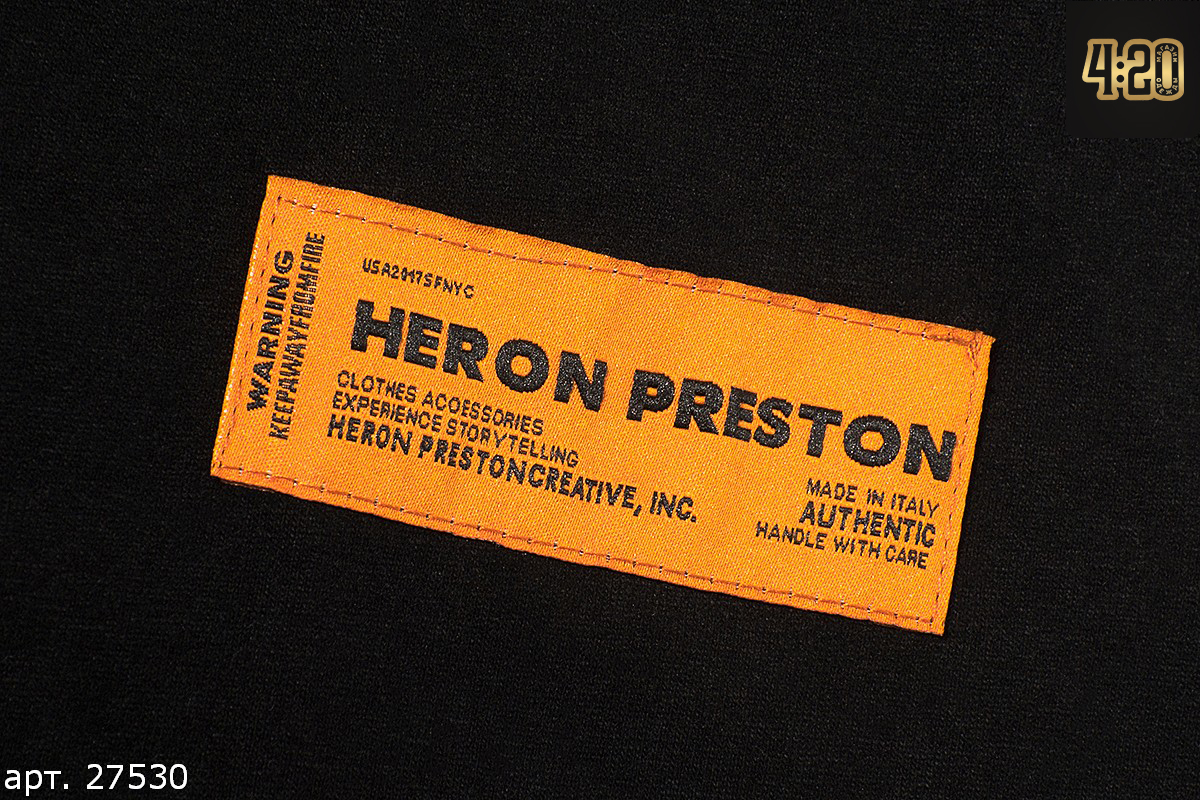 4:20
WARNING
KEEPAWAYFROMFIRE
USA2017SFNYC
HERON PRESTON
CLOTHES ACCESSORIES
EXPERIENCE STORYTELLING
HERON PRESTONCREATIVE, INC.
MADE IN ITALY
AUTHENTIC
HANDLE WITH CARE
арт. 27530